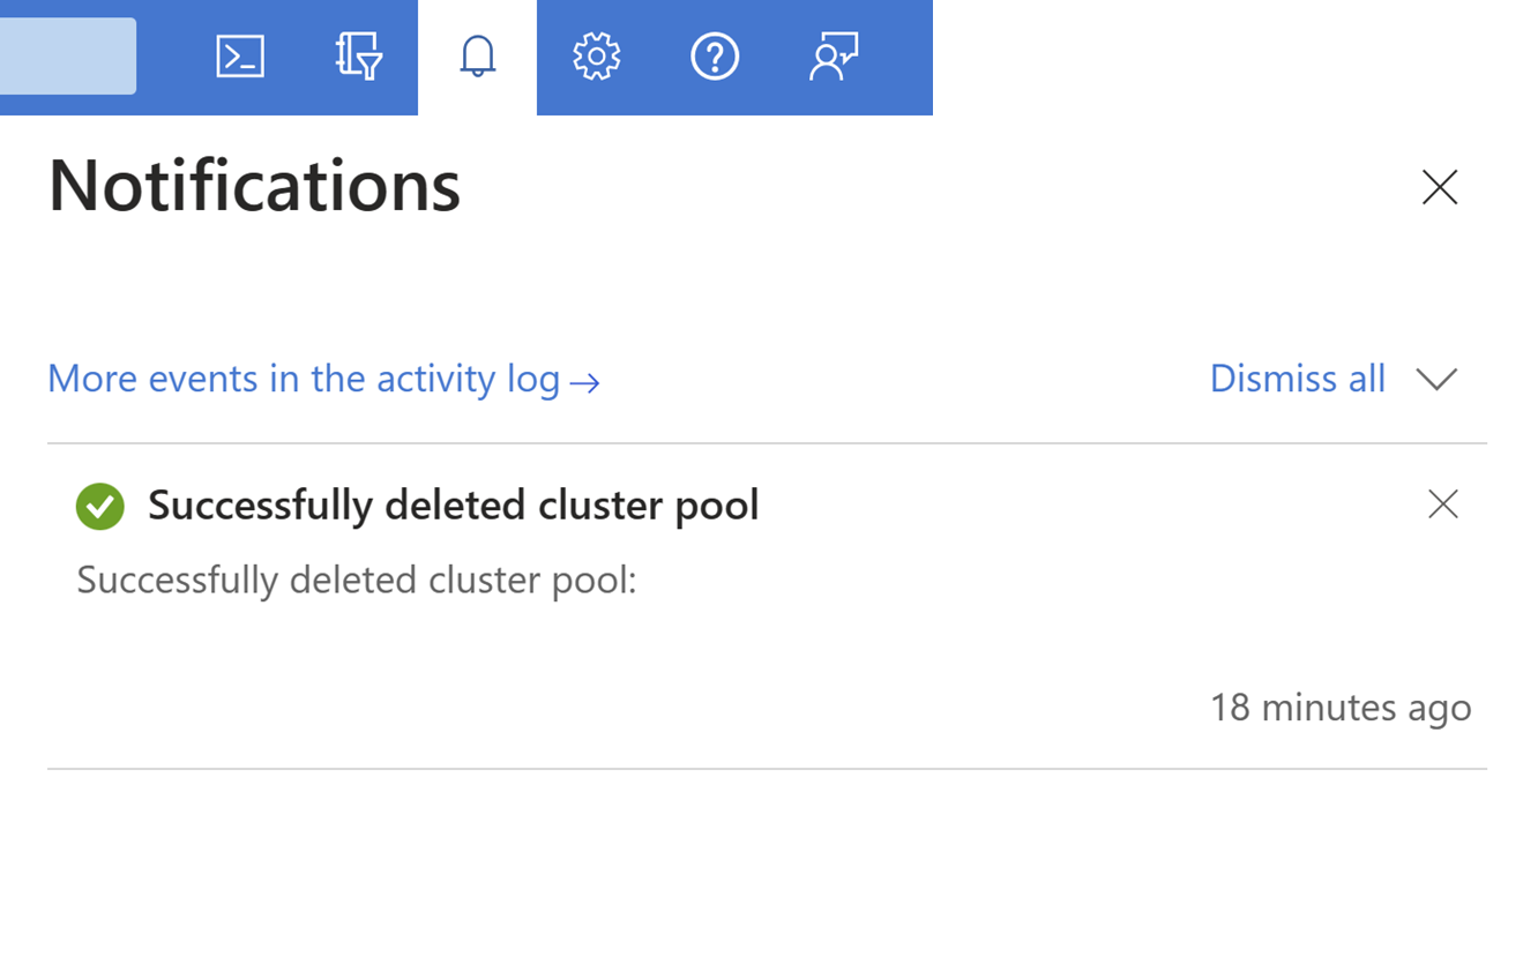 Notifications
More events in the activity log →
Dismiss all
Successfully deleted cluster pool
Successfully deleted cluster pool:
18 minutes ago